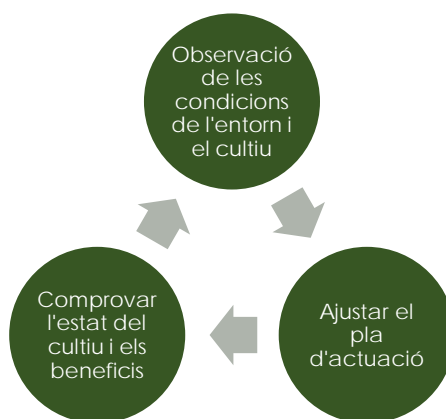 Observació
de les
condicions
de l'entorn i
el cultiu
Ajustar el
pla
d'actuació
Comprovar
l'estat del
cultiu i els
beneficis